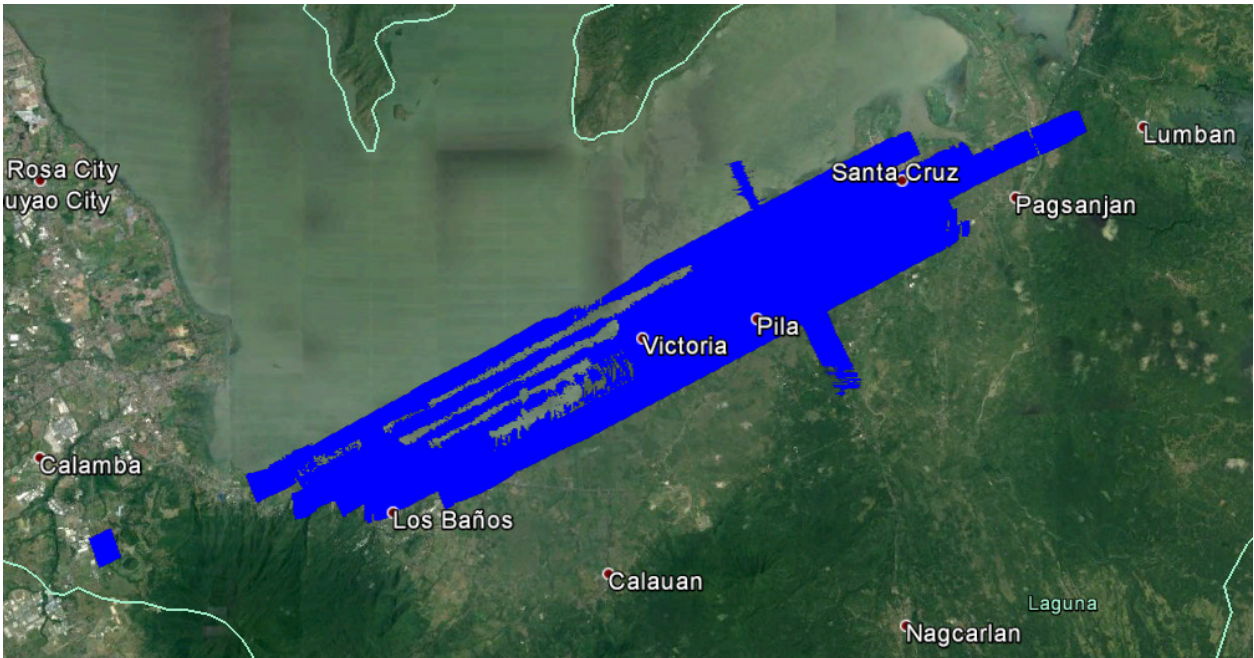 Lumban
Rosa City
Santa Cruz
uyao City
Pagsanjan
Pila
Victoria
Calamba
Los Baños
Calauan
Laguna
Nagcarlan